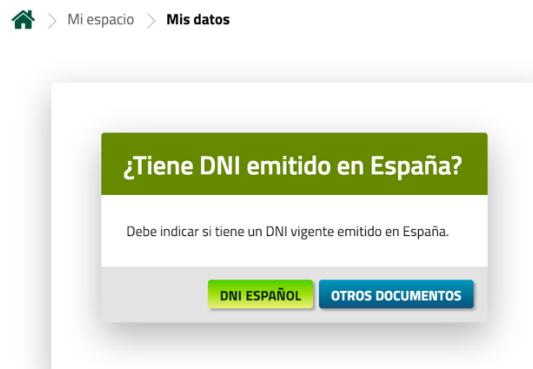 Mi espacio > Mis datos
¿Tiene DNI emitido en España?
Debe indicar si tiene un DNI vigente emitido en España.
DNI ESPAÑOL OTROS DOCUMENTOS